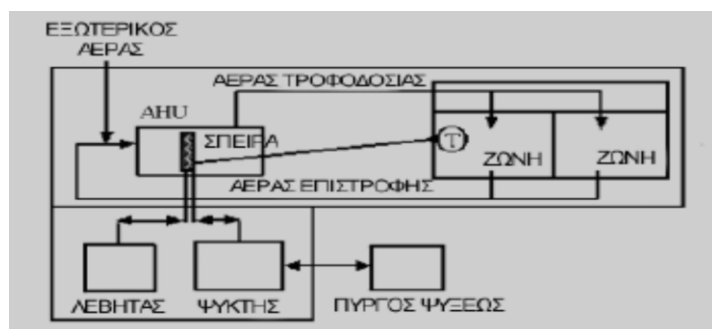 ΕΞΩΤΕΡΙΚΟΣ
ΑΕΡΑΣ
ΑΕΡΑΣ ΤΡΟΦΟΔΟΣΙΑΣ
AHU
ΣΠΕΙΡΑ
T
ΖΩΝΗ
ΖΩΝΗ
ΑΕΡΑΣ ΕΠΙΣΤΡΟΦΗΣ
ΛΕΒΗΤΑΣ
ΨΥΚΤΗΣ
ΠΥΡΓΟΣ ΨΥΞΕΩΣ